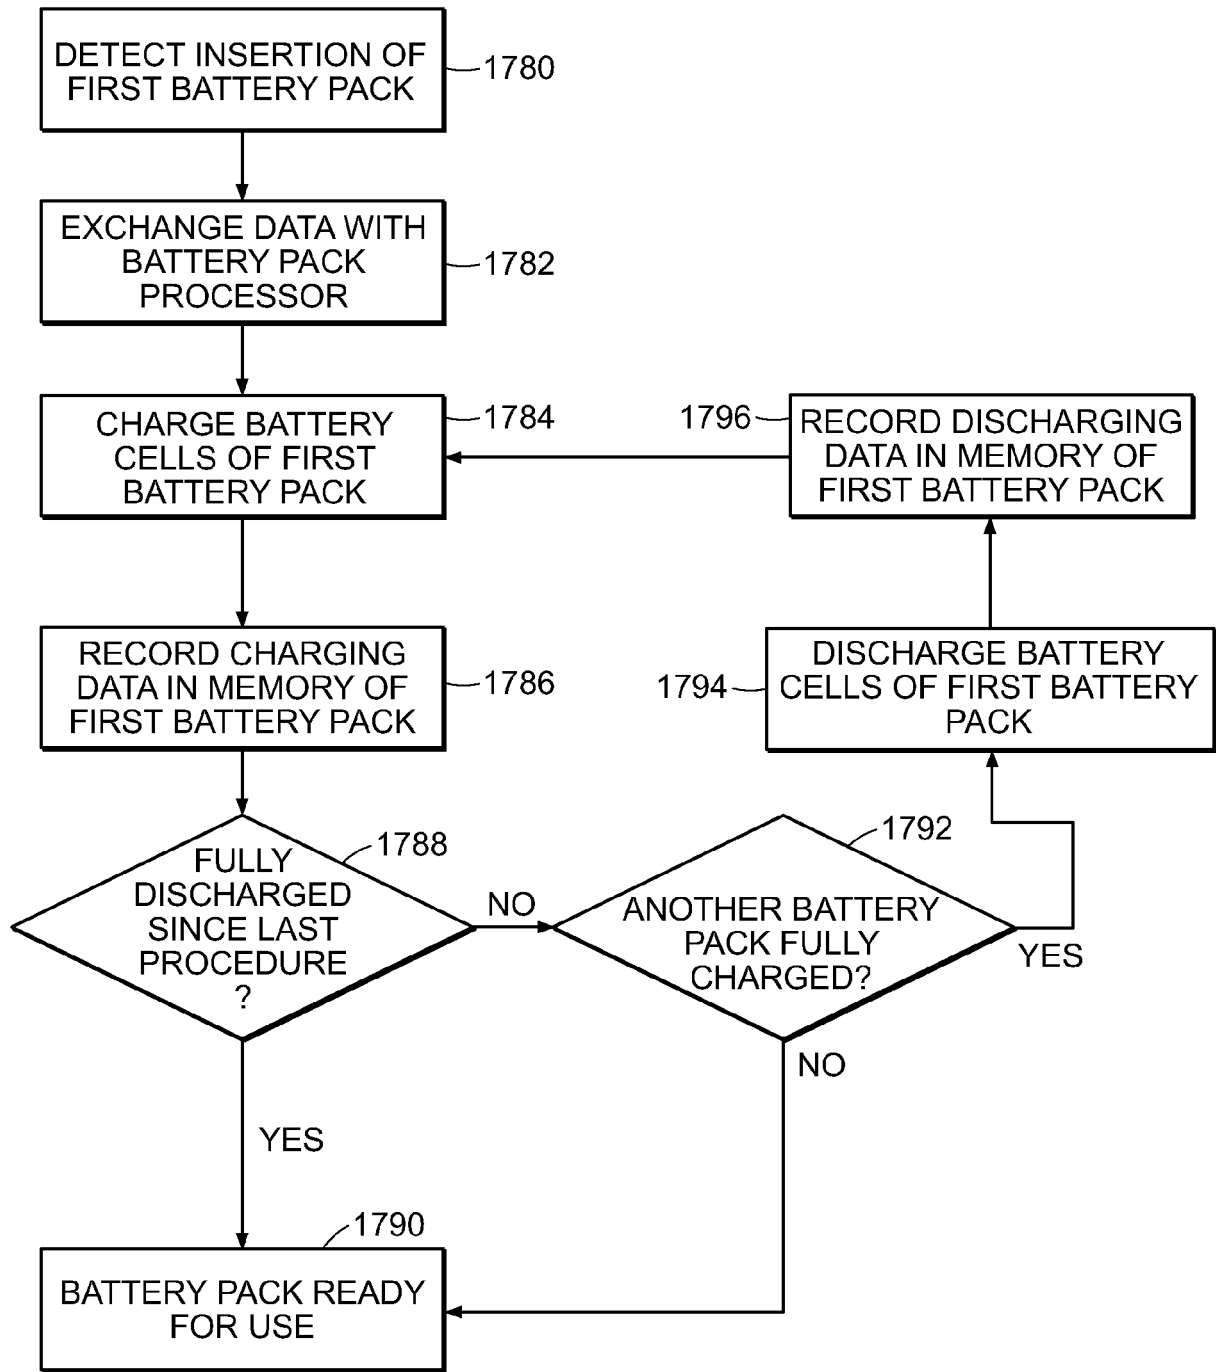 DETECT INSERTION OF
FIRST BATTERY PACK
1780
EXCHANGE DATA WITH
BATTERY PACK
PROCESSOR
1782
CHARGE BATTERY
CELLS OF FIRST
BATTERY PACK
1784
1796
RECORD DISCHARGING
DATA IN MEMORY OF
FIRST BATTERY PACK
RECORD CHARGING
DATA IN MEMORY OF
FIRST BATTERY PACK
1786
1794
DISCHARGE BATTERY
CELLS OF FIRST BATTERY
PACK
FULLY
DISCHARGED
SINCE LAST
PROCEDURE
?
1788
NO
1792
ANOTHER BATTERY
PACK FULLY
CHARGED?
YES
NO
YES
1790
BATTERY PACK READY
FOR USE